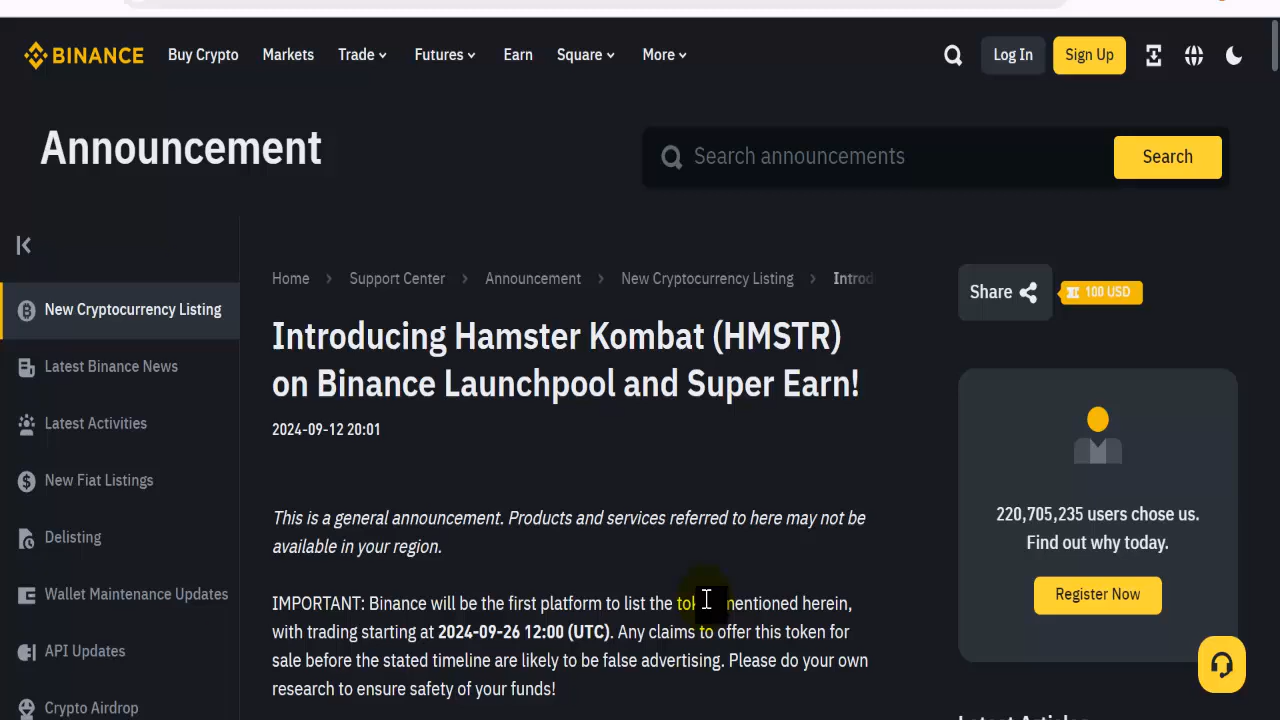 BINANCE Buy Crypto Markets Trade Futures Earn Square More Log In Sign Up
Announcement
Search announcements Search
New Cryptocurrency Listing
Latest Binance News
Latest Activities
New Fiat Listings
Delisting
Wallet Maintenance Updates
API Updates
Crypto Airdrop
Home > Support Center > Announcement > New Cryptocurrency Listing > Introd
Introducing Hamster Kombat (HMSTR)
on Binance Launchpool and Super Earn!
2024-09-12 20:01
This is a general announcement. Products and services referred to here may not be
available in your region.
IMPORTANT: Binance will be the first platform to list the mentioned herein,
with trading starting at 2024-09-26 12:00 (UTC). Any claims to offer this token for
sale before the stated timeline are likely to be false advertising. Please do your own
research to ensure safety of your funds!
Share 100 USD
220,705,235 users chose us.
Find out why today.
Register Now